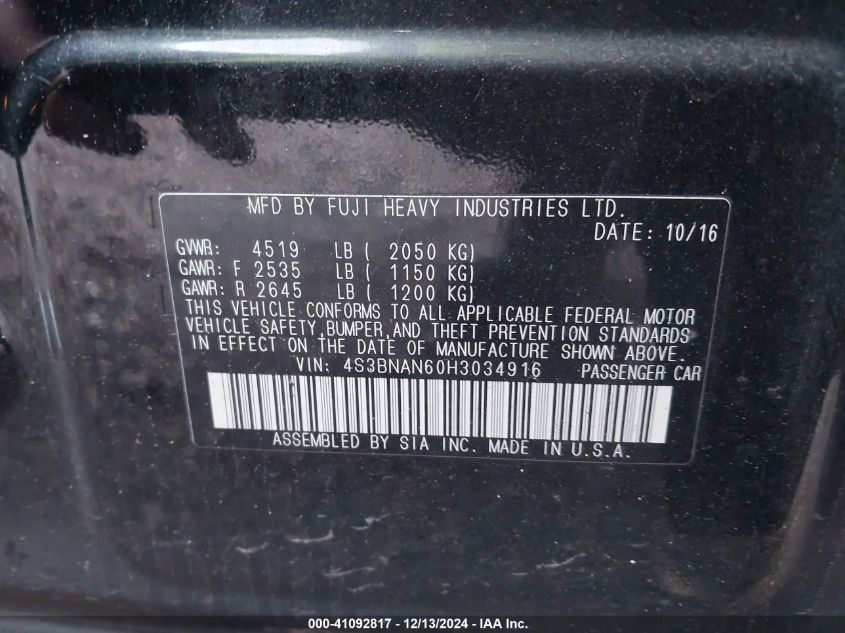 MFD BY FUJI HEAVY INDUSTRIES LTD.
DATE: 10/16
GVWR: 4519 LB ( 2050 KG)
GAWR: F 2535 LB ( 1150 KG)
GAWR: R 2645 LB ( 1200 KG)
THIS VEHICLE CONFORMS TO ALL APPLICABLE FEDERAL MOTOR
VEHICLE SAFETY,BUMPER,AND THEFT PREVENTION STANDARDS
IN EFFECT ON THE DATE OF MANUFACTURE SHOWN ABOVE.
VIN: 4S3BNAN60H3034916 PASSENGER CAR
ASSEMBLED BY SIA INC. MADE IN U.S.A.
000-41092817 - 12/13/2024 - IAA Inc.